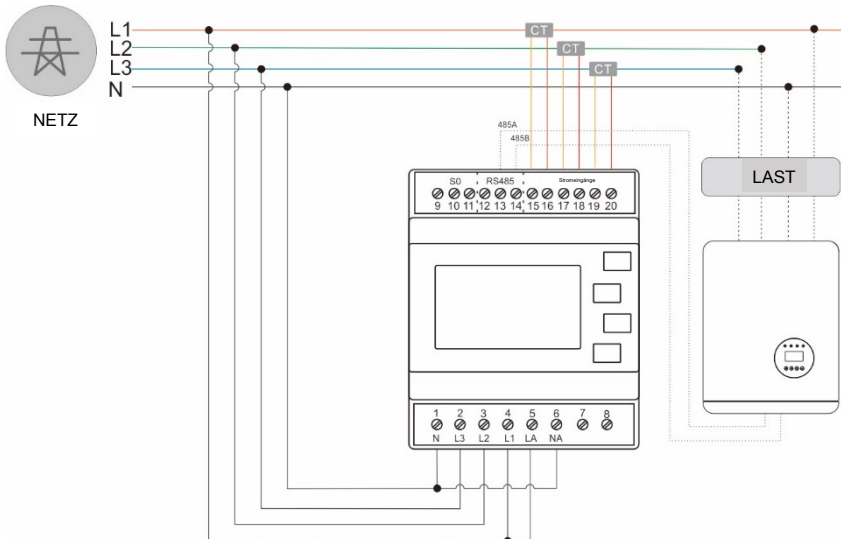 L1
L2
L3
N
NETZ
CT
CT
CT
485A
485B
LAST
S0 RS485 Stromeingänge
9 10 11 12 13 14 15 16 17 18 19 20
1 2 3 4 5 6 7 8
N L3 L2 L1 LA NA